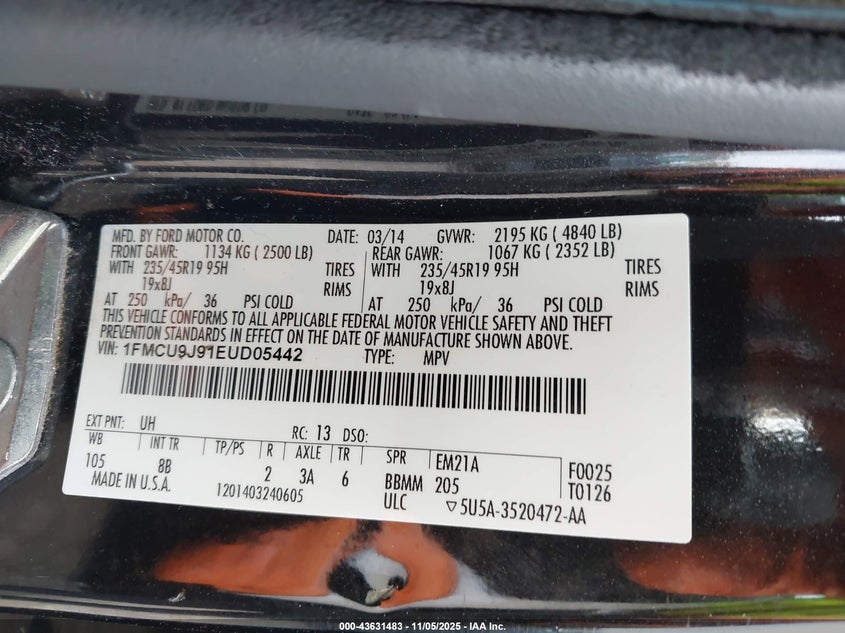 MFD. BY FORD MOTOR CO. DATE: 03/14 GVWR: 2195 KG ( 4840 LB)
FRONT GAWR: 1134 KG ( 2500 LB) REAR GAWR: 1067 KG ( 2352 LB)
WITH 235/45R19 95H TIRES WITH 235/45R19 95H TIRES
19x8J RIMS 19x8J RIMS
AT 250 kPa/ 36 PSI COLD AT 250 kPa/ 36 PSI COLD
THIS VEHICLE CONFORMS TO ALL APPLICABLE FEDERAL MOTOR VEHICLE SAFETY AND THEFT
PREVENTION STANDARDS IN EFFECT ON THE DATE OF MANUFACTURE SHOWN ABOVE.
VIN: 1FMCU9J91EUD05442 TYPE: MPV
EXT PNT: UH RC: 13 DSO:
WB INT TR TP/PS R AXLE TR SPR EM21A F0025
105 8B 2 3A 6 BBMM 205 T0126
MADE IN U.S.A. 1201403240605 ULC ▽5U5A-3520472-AA
000-43631483 - 11/05/2025 - IAA Inc.